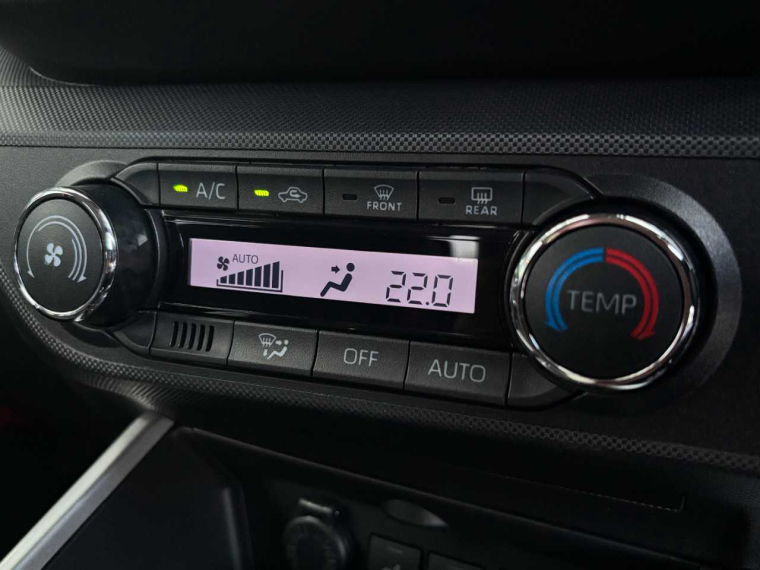 A/C
FRONT
REAR
AUTO
22.0
TEMP
OFF
AUTO